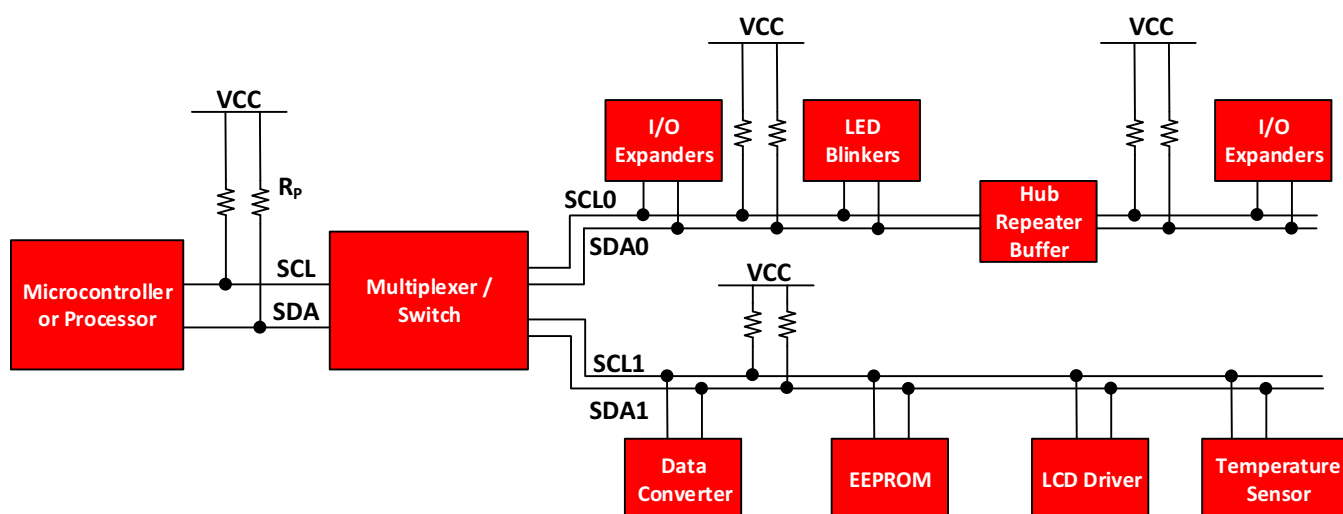 VCC
VCC
VCC
I/O
Expanders
LED
Blinkers
I/O
Expanders
R_P
SCL0
Hub
Repeater
Buffer
SDA0
SCL
VCC
Microcontroller
or Processor
Multiplexer /
Switch
SDA
SCL1
SDA1
Data
Converter
EEPROM
LCD Driver
Temperature
Sensor